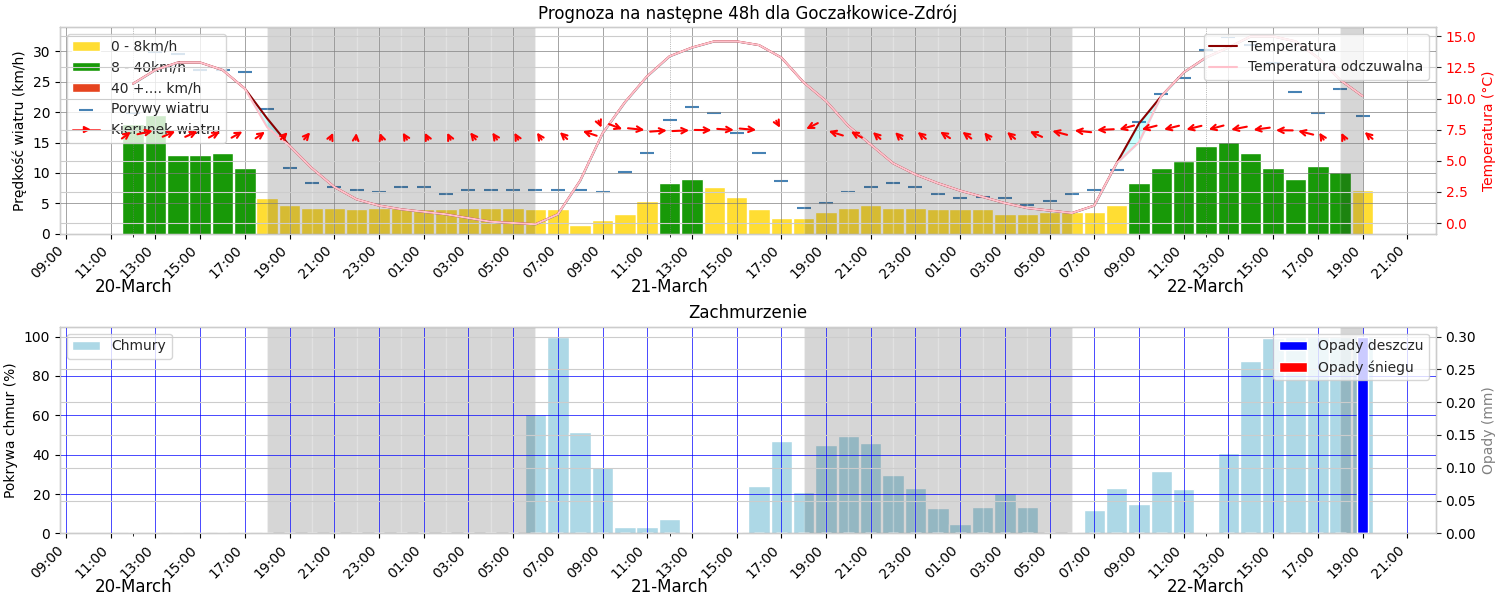 Prognoza na następne 48h dla Goczałkowice-Zdrój
Prędkość wiatru (km/h)
30
25
20
15
10
5
0
0 - 8km/h
8 - 40km/h
40 +.... km/h
Porywy wiatru
Kierunek wiatru
Temperatura
Temperatura odczuwalna
15.0
12.5
10.0
7.5
5.0
2.5
0.0
Temperatura (°C)
09:00 11:00 13:00 15:00 17:00 19:00 21:00 23:00 01:00 03:00 05:00 07:00 09:00 11:00 13:00 15:00 17:00 19:00 21:00 23:00 01:00 03:00 05:00 07:00 09:00 11:00 13:00 15:00 17:00 19:00 21:00
20-March 21-March 22-March
Zachmurzenie
Pokrywa chmur (%)
100
80
60
40
20
0
Chmury
Opady deszczu
Opady śniegu
0.30
0.25
0.20
0.15
0.10
0.05
0.00
Opady (mm)
09:00 11:00 13:00 15:00 17:00 19:00 21:00 23:00 01:00 03:00 05:00 07:00 09:00 11:00 13:00 15:00 17:00 19:00 21:00 23:00 01:00 03:00 05:00 07:00 09:00 11:00 13:00 15:00 17:00 19:00 21:00
20-March 21-March 22-March